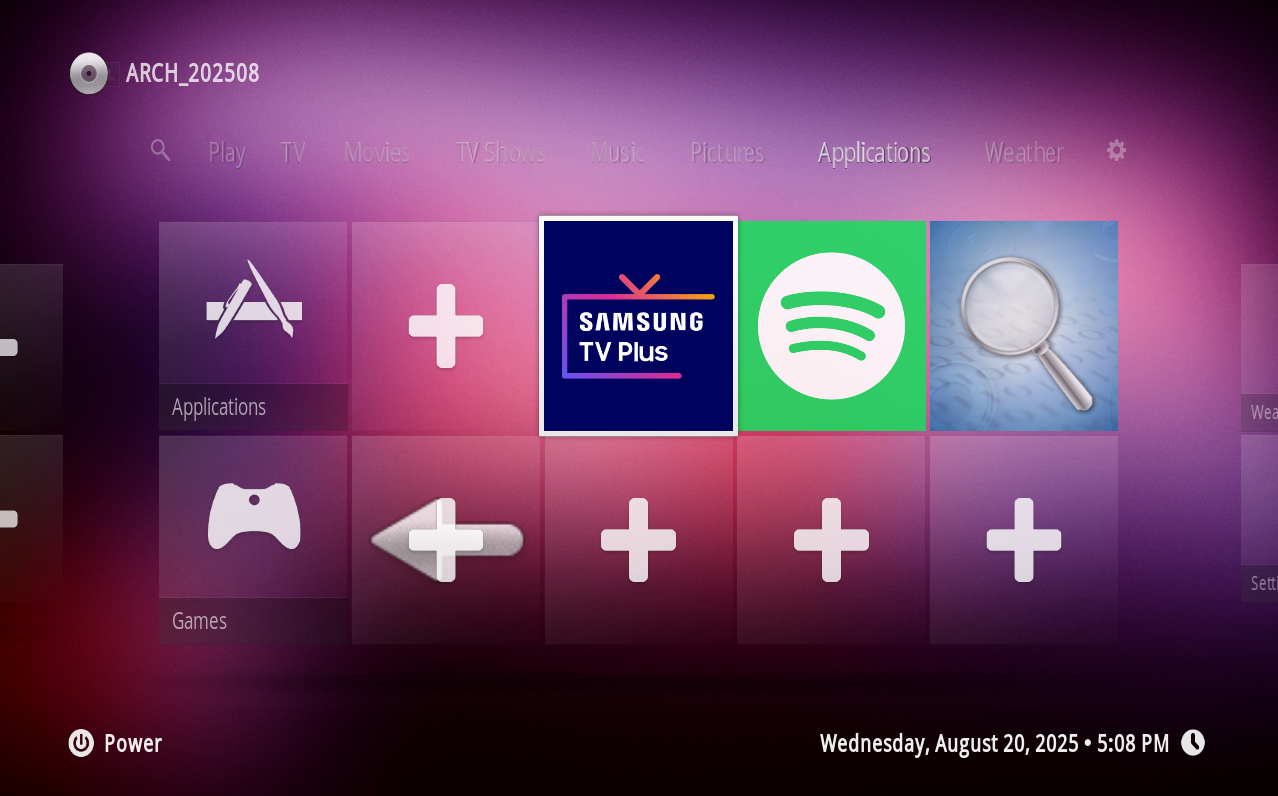 ARCH_202508
Play TV Movies TV Shows Music Pictures Applications Weather
SAMSUNG
TV Plus
Applications
Wea
Games
Setti
Power
Wednesday, August 20, 2025 • 5:08 PM